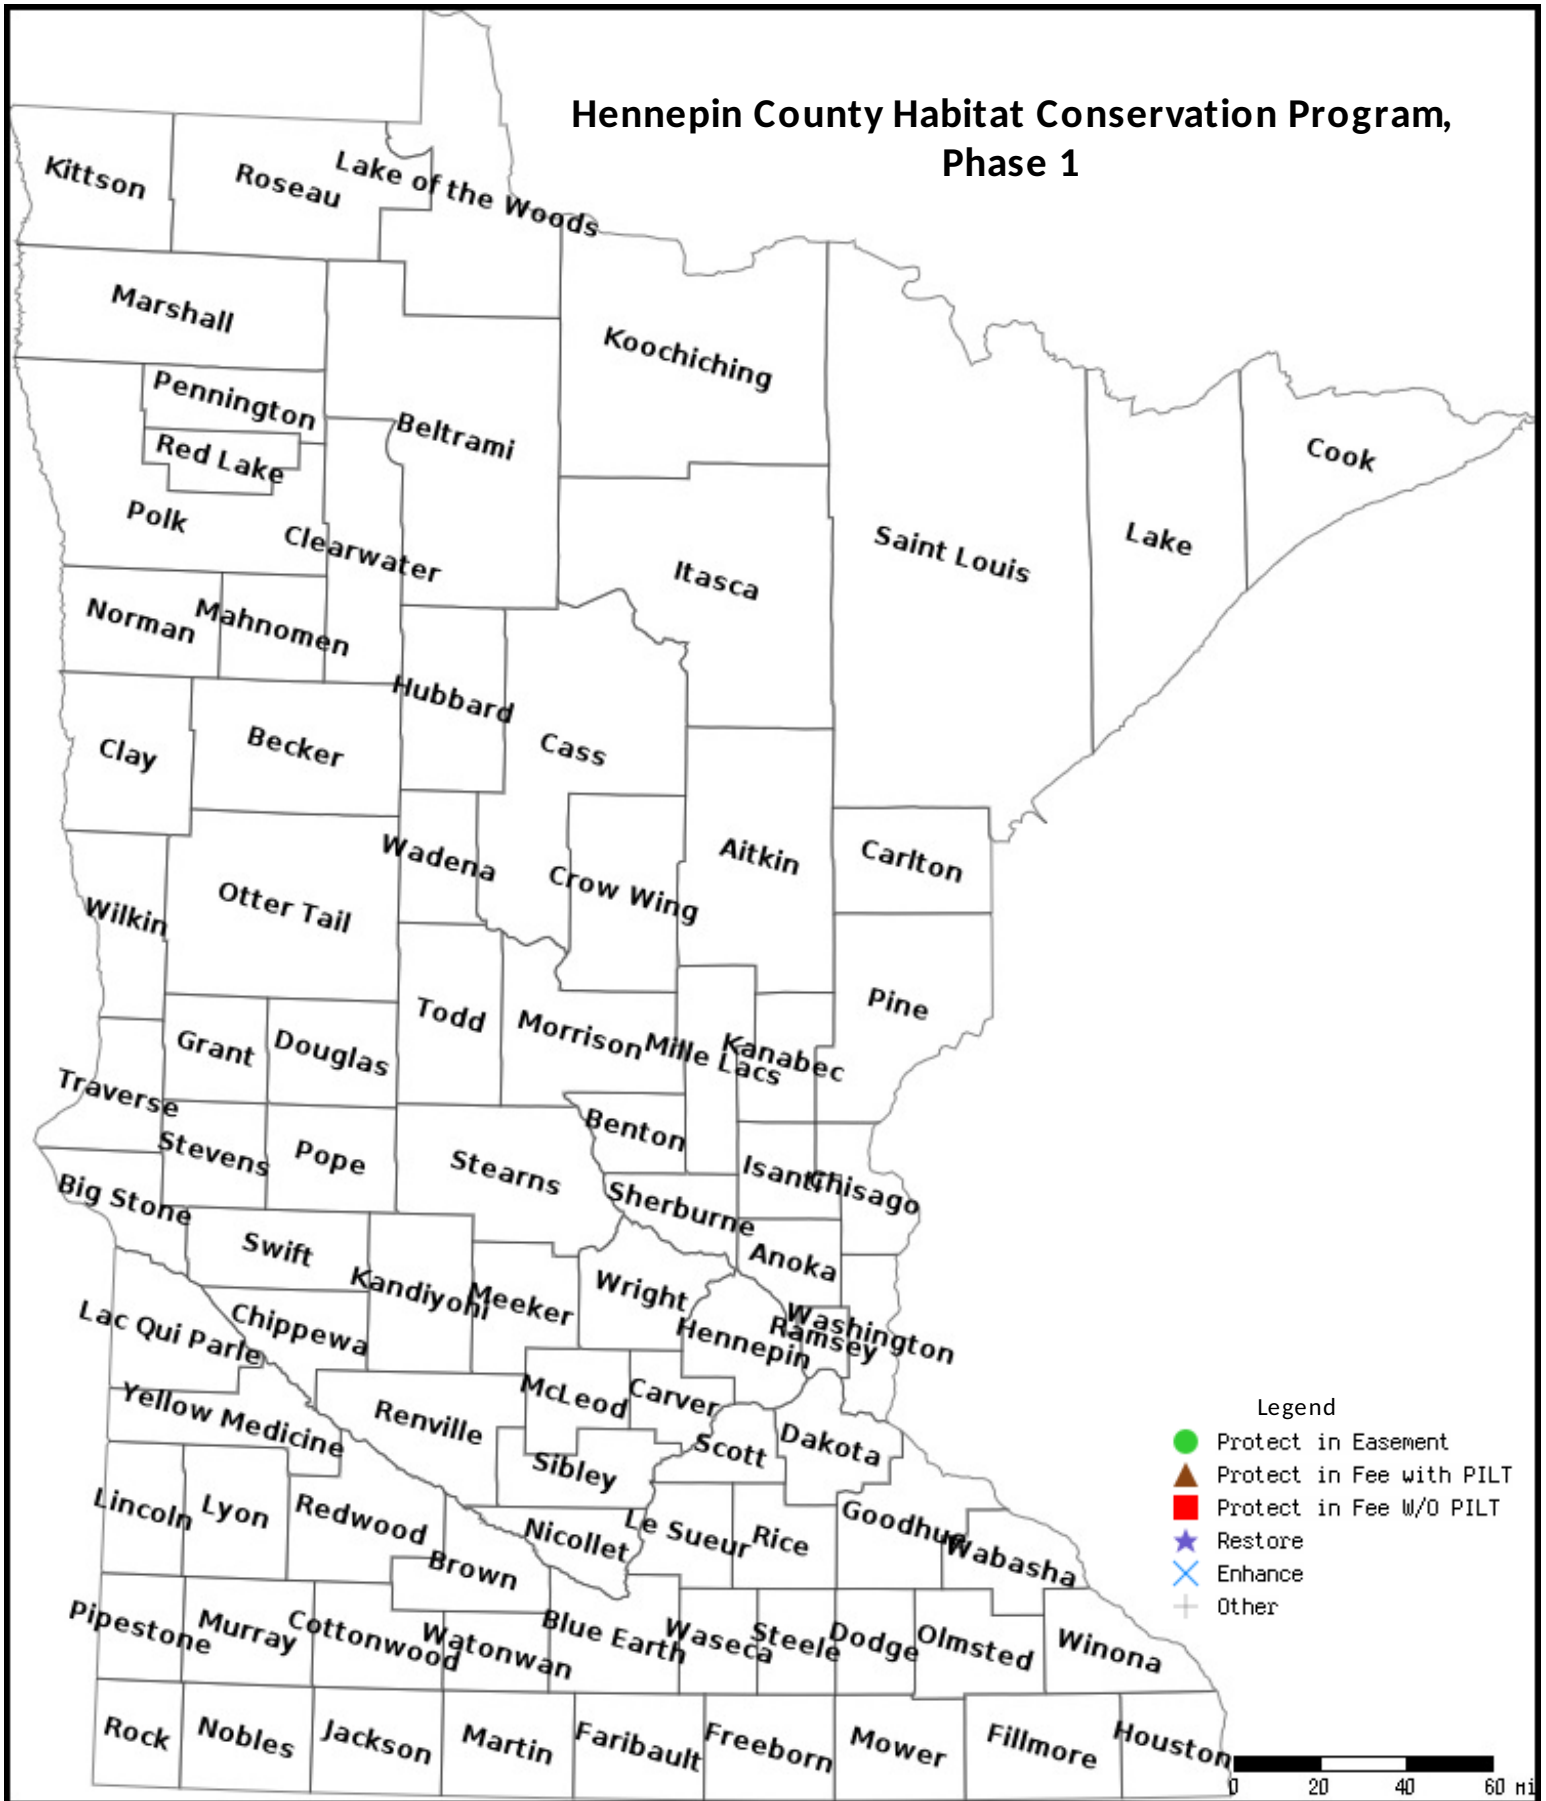 Hennepin County Habitat Conservation Program,
Phase 1
Kittson
Roseau
Lake of the Woods
Marshall
Koochiching
Pennington
Beltrami
Red Lake
Cook
Polk
Clearwater
Saint Louis
Lake
Itasca
Norman
Mahnomen
Hubbard
Clay
Becker
Cass
Wadena
Aitkin
Carlton
Otter Tail
Crow Wing
Wilkin
Pine
Todd
Morrison
Grant
Douglas
Mille Lacs
Kanabec
Traverse
Benton
Stevens
Pope
Stearns
Isanti
Chisago
Big Stone
Sherburne
Swift
Anoka
Kandiyohi
Meeker
Wright
Washington
Ramsey
Lac Qui Parle
Chippewa
Hennepin
McLeod
Carver
Yellow Medicine
Renville
Scott
Dakota
Sibley
Lincoln
Lyon
Redwood
Nicollet
Le Sueur
Rice
Goodhue
Wabasha
Brown
Pipestone
Murray
Cottonwood
Watonwan
Blue Earth
Waseca
Steele
Dodge
Olmsted
Winona
Rock
Nobles
Jackson
Martin
Faribault
Freeborn
Mower
Fillmore
Houston
Legend
Protect in Easement
Protect in Fee with PILT
Protect in Fee W/O PILT
Restore
Enhance
Other
0 20 40 60 mi